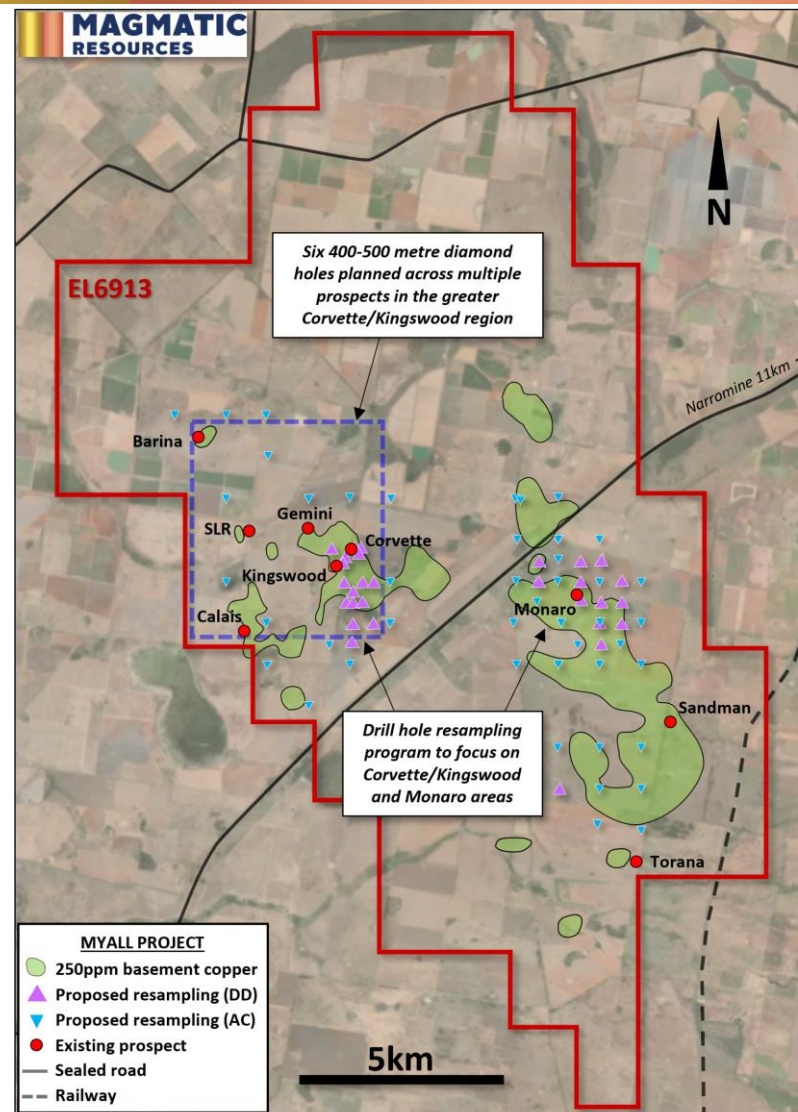 MAGMATIC
RESOURCES
N
Six 400-500 metre diamond
holes planned across multiple
prospects in the greater
Corvette/Kingswood region
EL6913
Narromine 11km
Barina
SLR
Gemini
Corvette
Kingswood
Calais
Monaro
Sandman
Drill hole resampling
program to focus on
Corvette/Kingswood
and Monaro areas
Torana
MYALL PROJECT
250ppm basement copper
Proposed resampling (DD)
Proposed resampling (AC)
Existing prospect
Sealed road
Railway
5km